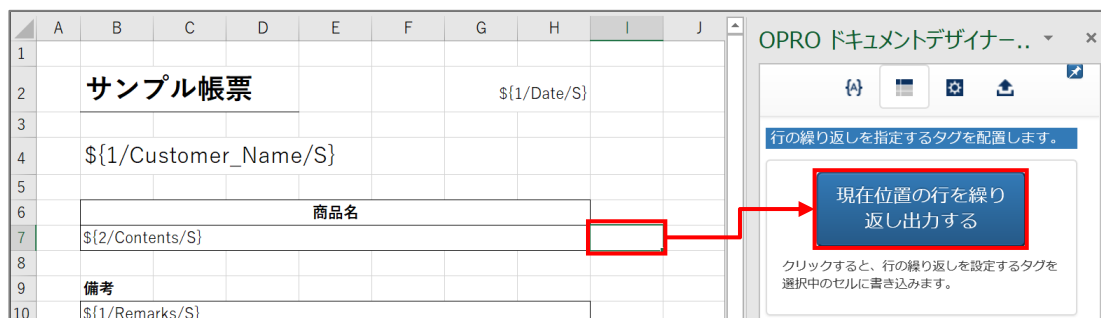 A B C D E F G H I J
OPRO ドキュメントデザイナー..
1
2 サンプル帳票 ${1/Date/S}
3
行の繰り返しを指定するタグを配置します。
4 ${1/Customer_Name/S}
5
6 商品名
現在位置の行を繰り
返し出力する
7 ${2/Contents/S}
8
クリックすると、行の繰り返しを設定するタグを
選択中のセルに書き込みます。
9 備考
10 ${1/Remarks/S}